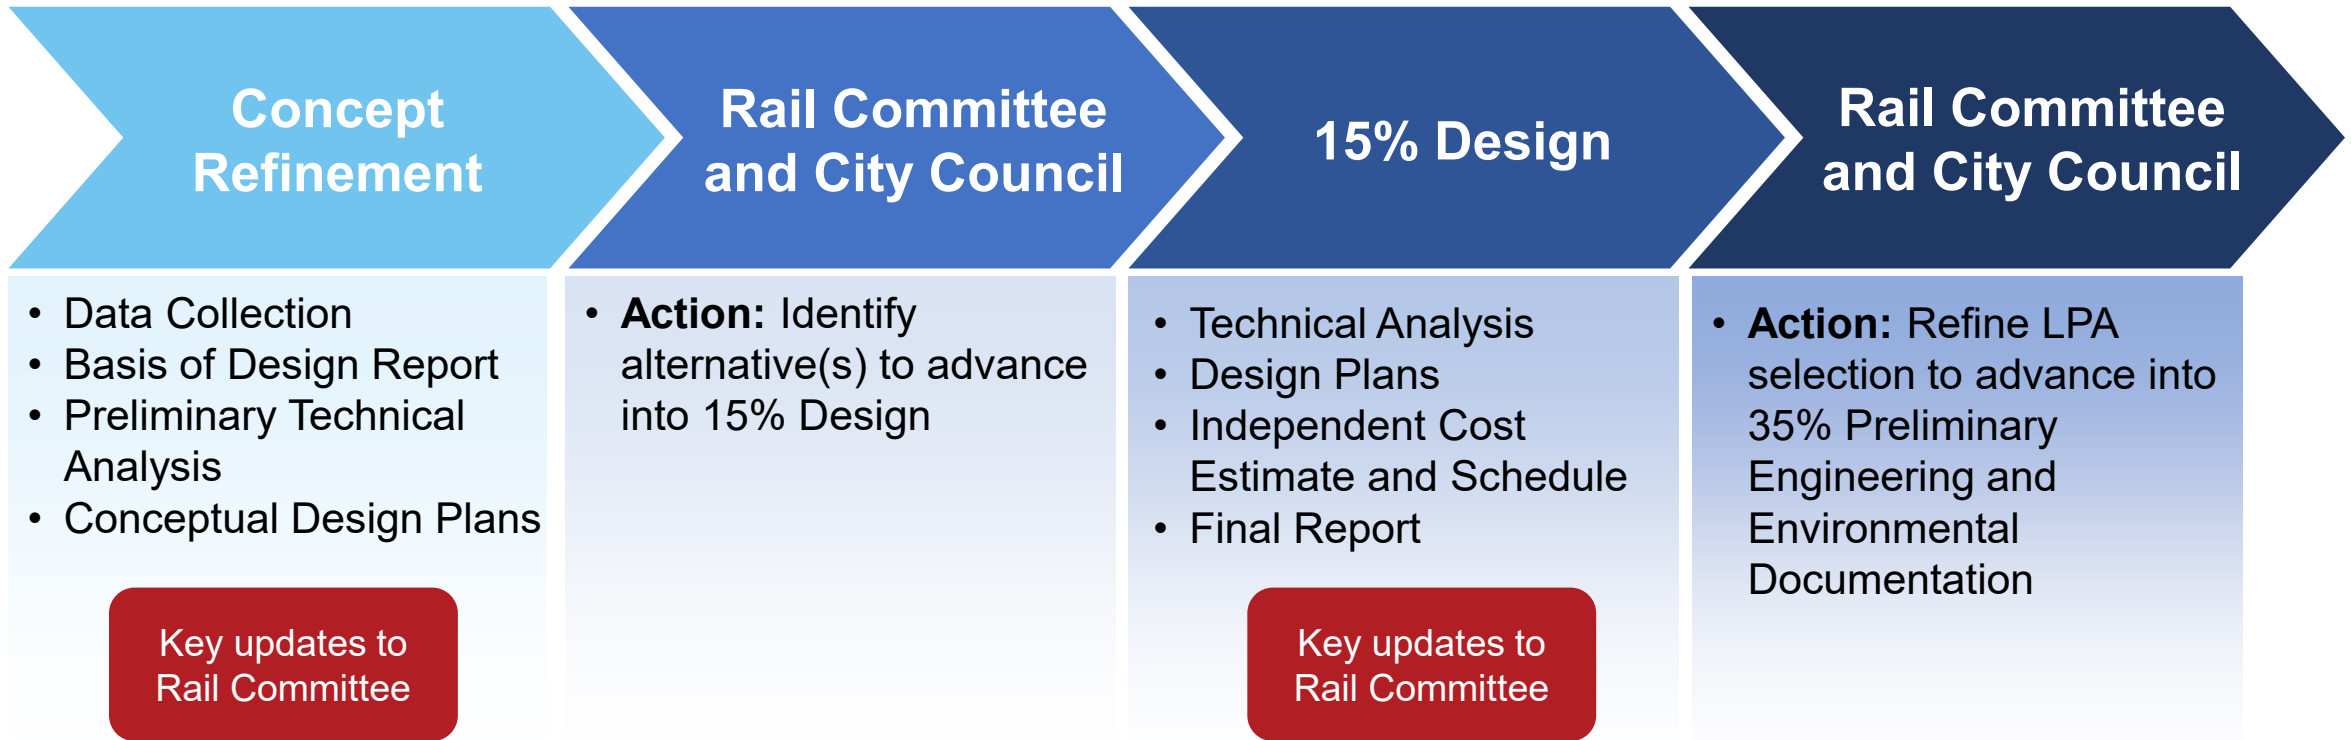 Concept
Refinement
Rail Committee
and City Council
15% Design
Rail Committee
and City Council
• Data Collection
• Basis of Design Report
• Preliminary Technical
Analysis
• Conceptual Design Plans
Key updates to
Rail Committee
• Action: Identify
alternative(s) to advance
into 15% Design
• Technical Analysis
• Design Plans
• Independent Cost
Estimate and Schedule
• Final Report
Key updates to
Rail Committee
• Action: Refine LPA
selection to advance into
35% Preliminary
Engineering and
Environmental
Documentation